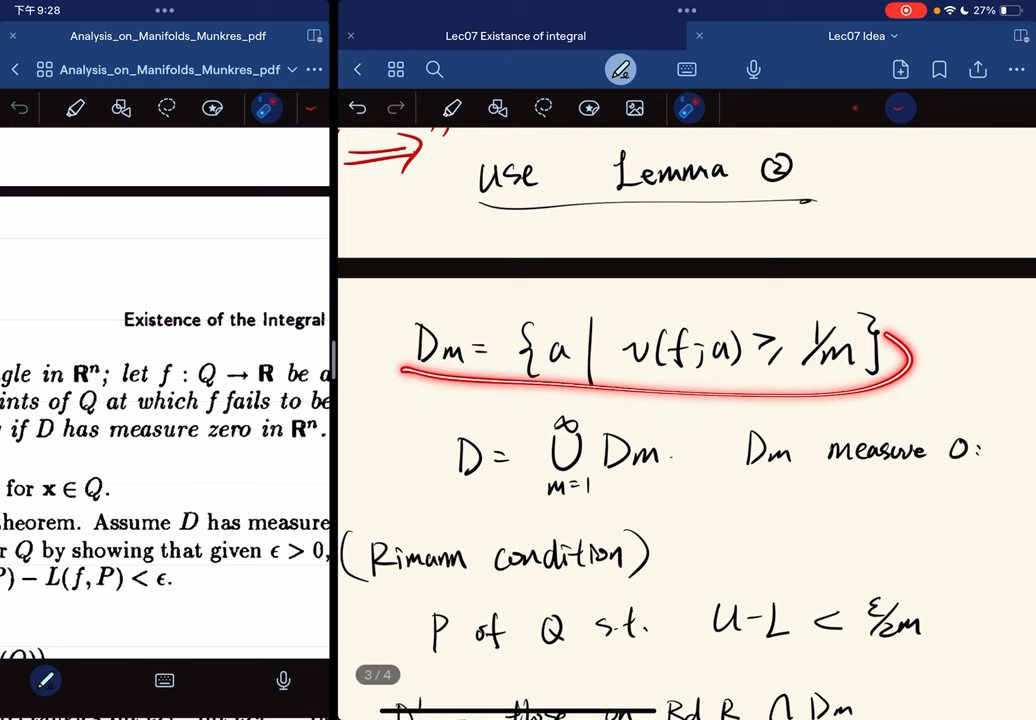 下午9:28
27%
Analysis_on_Manifolds_Munkres_pdf
Lec07 Existance of integral
Lec07 Idea
Analysis_on_Manifolds_Munkres_pdf
Existence of the Integral
gle in Rⁿ; let f : Q → R be a
ints of Q at which f fails to be
if D has measure zero in Rⁿ.
for x ∈ Q.
theorem. Assume D has measure
r Q by showing that given ϵ > 0,
P) − L(f, P) < ϵ.
use Lemma ②
Dm = {a | v(f;a) ≥ 1/m}
D = ∪_{m=1}^{∞} Dm. Dm measure 0:
(Rimann condition)
P of Q s.t. U-L < ε/2m
3/4